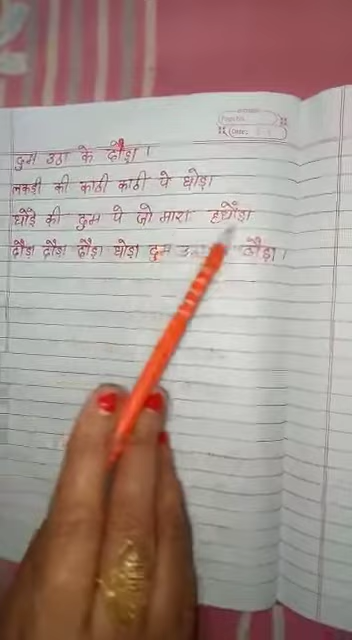 दुम उठा के दौड़ा ।
लकड़ी की काठी काठी पे घोड़ा
घोड़े की दुम पे जो मारा हथौड़ा
दौड़ा दौड़ा दौड़ा घोड़ा दुम दौड़ा ।